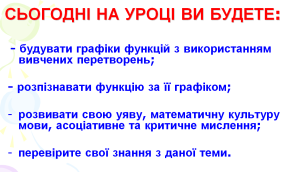 СЬОГОДНІ НА УРОЦІ ВИ БУДЕТЕ:
- будувати графіки функцій з використанням
вивчених перетворень;
- розпізнавати функцію за її графіком;
- розвивати свою уяву, математичну культуру
мови, асоціативне та критичне мислення;
- перевірите свої знання з даної теми.